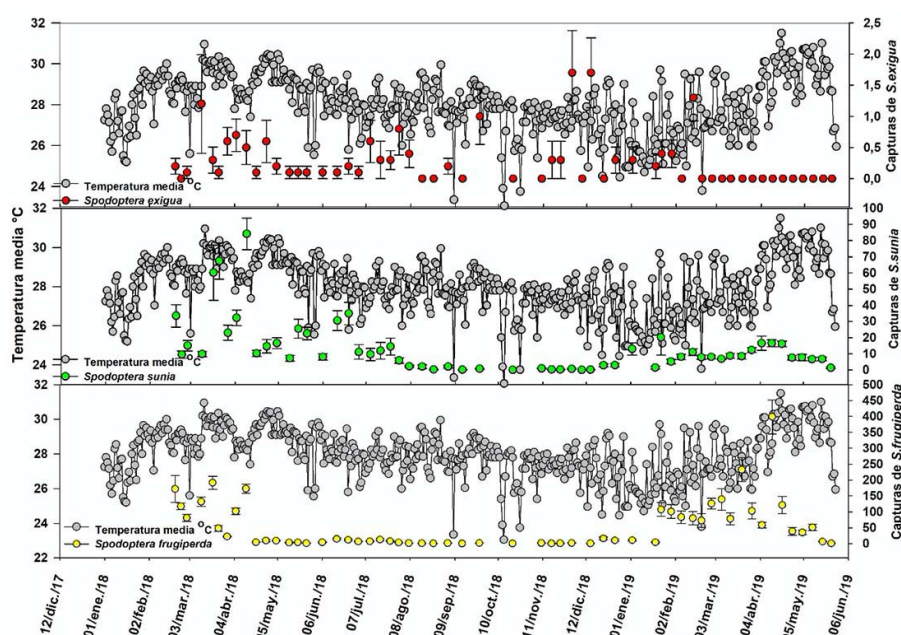 32
30
28
26
24
2,5
2,0
1,5
1,0
0,5
0,0
Capturas de S.exigua
Temperatura media °C
Spodoptera exigua
Temperatura media °C
32
30
28
26
24
100
90
80
70
60
50
40
30
20
10
0
Capturas de S.sunia
Temperatura media °C
Spodoptera sunia
32
30
28
26
24
22
500
450
400
350
300
250
200
150
100
50
0
Capturas de S.frugiperda
Temperatura media °C
Spodoptera frugiperda
12/dic./17
01/ene./18
02/feb./18
03/mar./18
04/abr./18
05/may./18
06/jun./18
07/jul./18
08/ago./18
09/sep./18
10/oct./18
11/nov./18
12/dic./18
01/ene./19
02/feb./19
03/mar./19
04/abr./19
05/may./19
06/jun./19